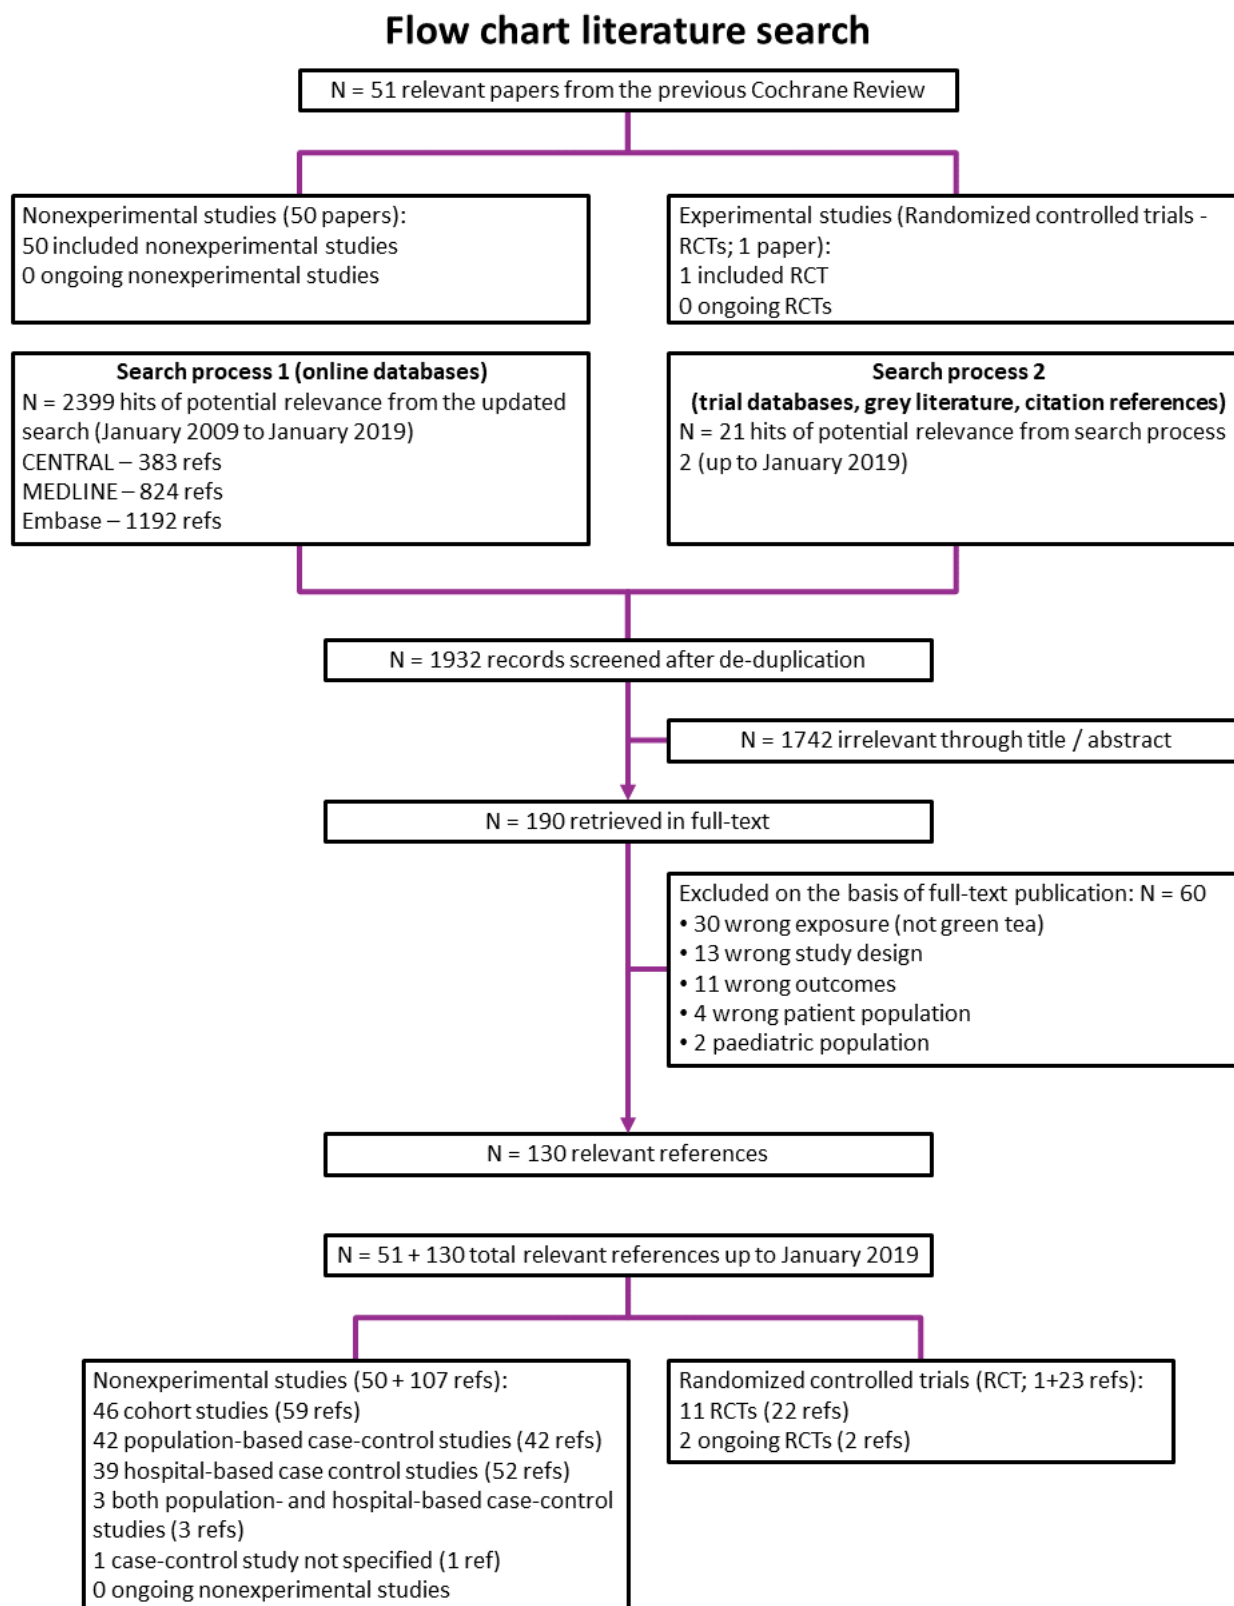 Flow chart literature search
N = 51 relevant papers from the previous Cochrane Review
Nonexperimental studies (50 papers):
50 included nonexperimental studies
0 ongoing nonexperimental studies
Experimental studies (Randomized controlled trials -
RCTs; 1 paper):
1 included RCT
0 ongoing RCTs
Search process 1 (online databases)
N = 2399 hits of potential relevance from the updated
search (January 2009 to January 2019)
CENTRAL – 383 refs
MEDLINE – 824 refs
Embase – 1192 refs
Search process 2
(trial databases, grey literature, citation references)
N = 21 hits of potential relevance from search process
2 (up to January 2019)
N = 1932 records screened after de-duplication
N = 1742 irrelevant through title / abstract
N = 190 retrieved in full-text
Excluded on the basis of full-text publication: N = 60
• 30 wrong exposure (not green tea)
• 13 wrong study design
• 11 wrong outcomes
• 4 wrong patient population
• 2 paediatric population
N = 130 relevant references
N = 51 + 130 total relevant references up to January 2019
Nonexperimental studies (50 + 107 refs):
46 cohort studies (59 refs)
42 population-based case-control studies (42 refs)
39 hospital-based case control studies (52 refs)
3 both population- and hospital-based case-control
studies (3 refs)
1 case-control study not specified (1 ref)
0 ongoing nonexperimental studies
Randomized controlled trials (RCT; 1+23 refs):
11 RCTs (22 refs)
2 ongoing RCTs (2 refs)